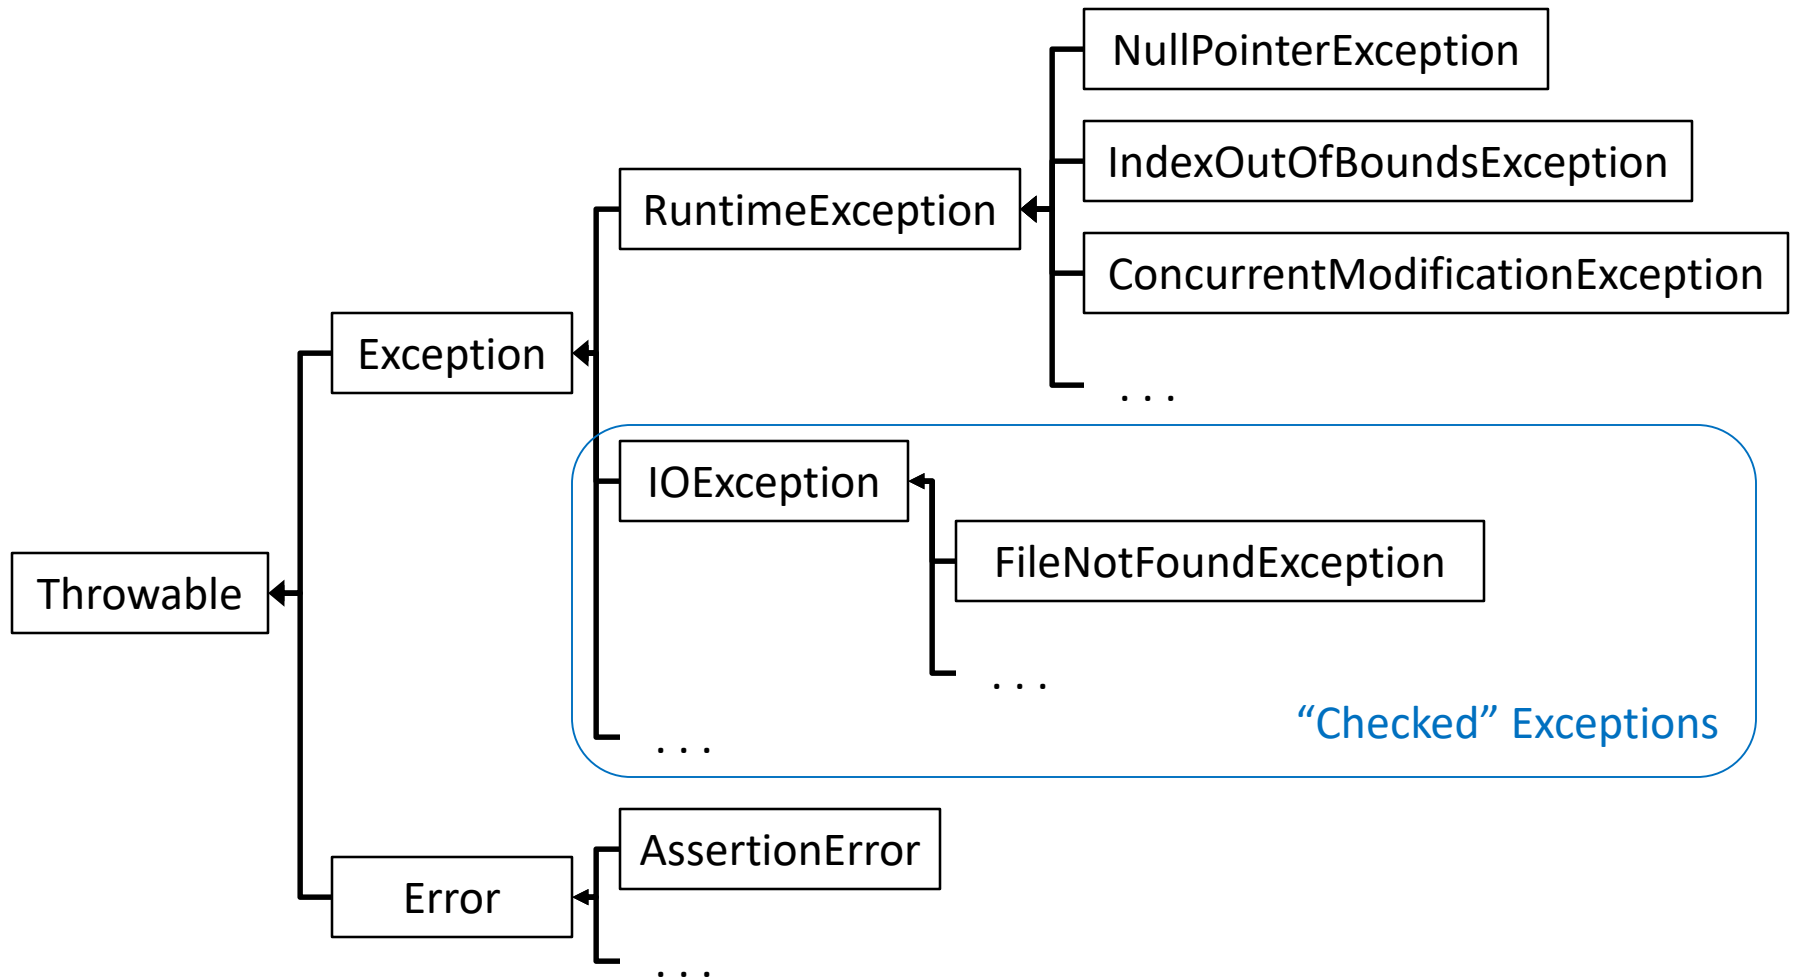 NullPointerException
IndexOutOfBoundsException
RuntimeException
ConcurrentModificationException
Exception
. . .
IOException
FileNotFoundException
Throwable
. . .
“Checked” Exceptions
. . .
AssertionError
Error
. . .